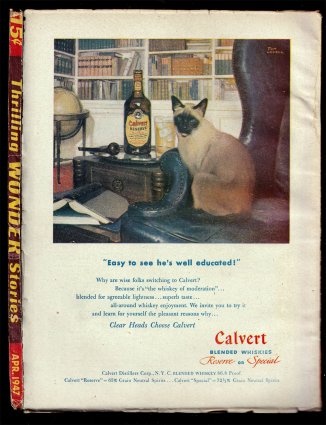 15¢
Thrilling WONDER Stories
APR. 1947
TOM LOVELL
Calvert
RESERVE
"Easy to see he's well educated!"
Why are wise folks switching to Calvert?
Because it's "the whiskey of moderation"...
blended for agreeable lightness... superb taste...
all-around whiskey enjoyment. We invite you to try it
and learn for yourself the pleasant reasons why...
Clear Heads Choose Calvert
Calvert
BLENDED WHISKIES
Reserve OR Special
Calvert Distillers Corp., N.Y.C. BLENDED WHISKEY 86.8 Proof.
Calvert "Reserve"—65% Grain Neutral Spirits...Calvert "Special"—72½% Grain Neutral Spirits